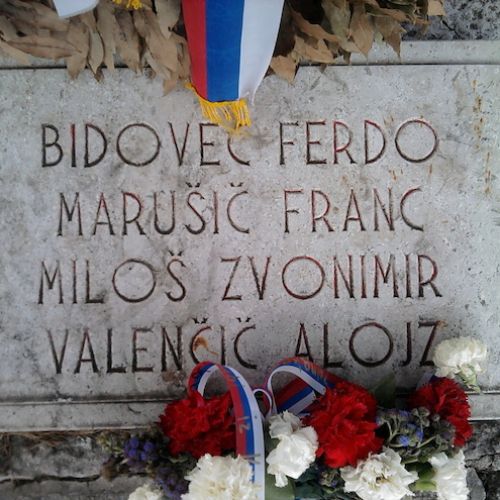 BIDOVEC FERDO
MARUŠIČ FRANC
MILOŠ ZVONIMIR
VALENČIČ ALOJZ